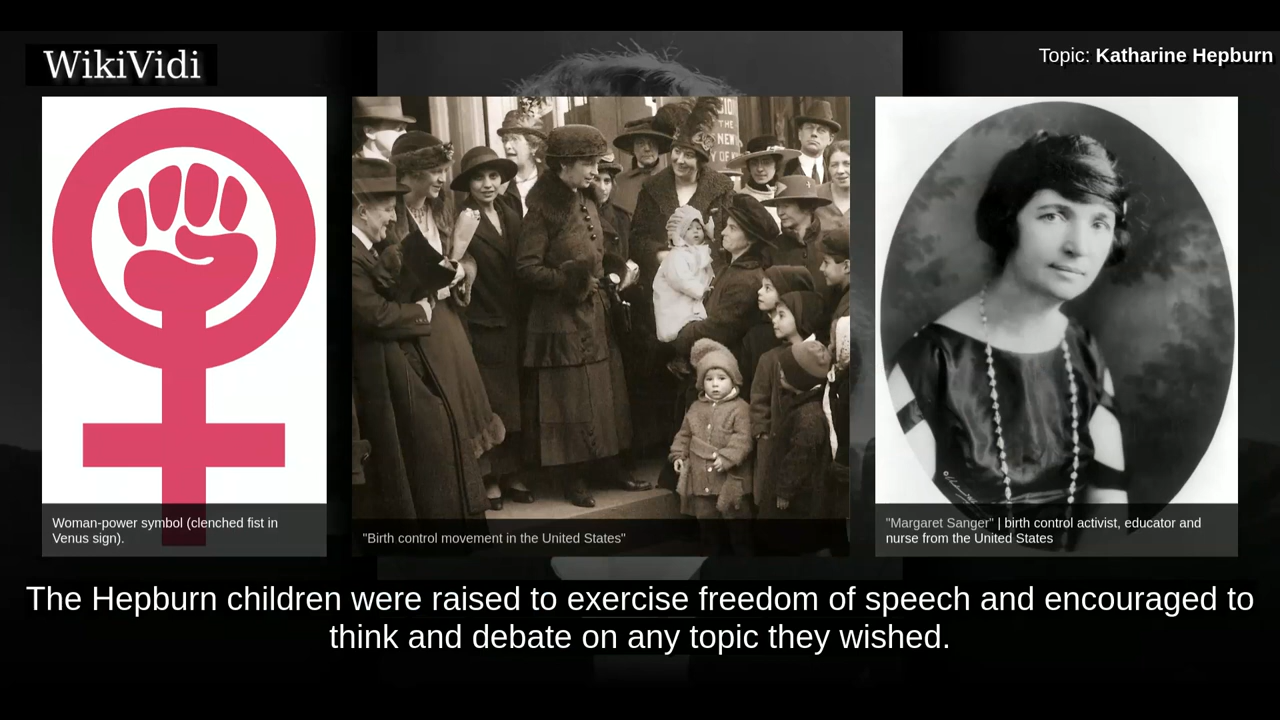 WikiVidi
Topic: Katharine Hepburn
Woman-power symbol (clenched fist in
Venus sign).
THE
NEW
"Birth control movement in the United States"
"Margaret Sanger" | birth control activist, educator and
nurse from the United States
The Hepburn children were raised to exercise freedom of speech and encouraged to
think and debate on any topic they wished.